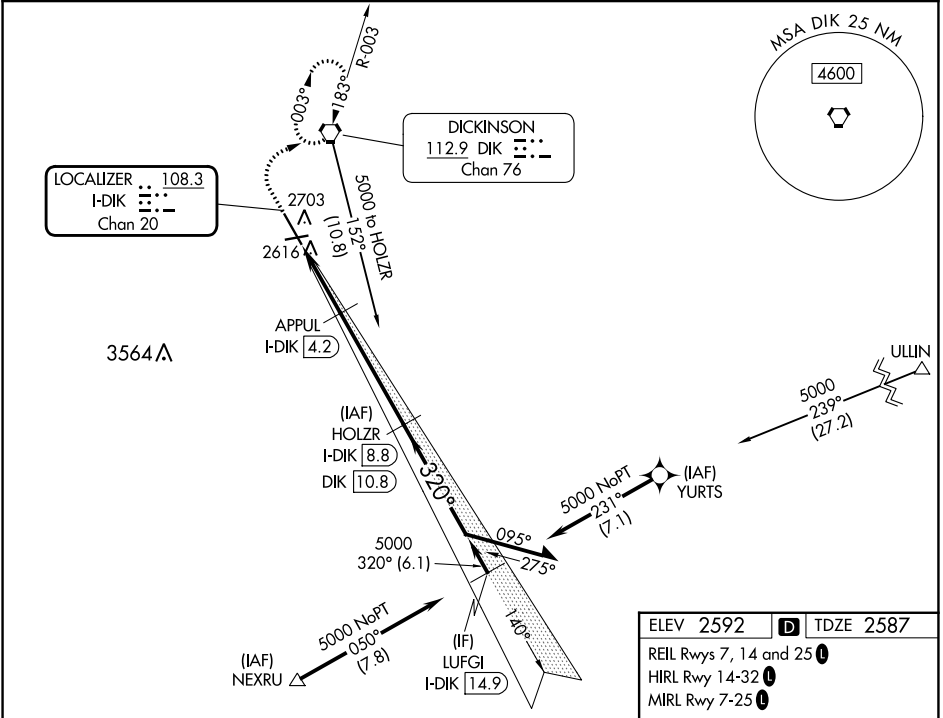 MSA DIK 25 NM
4600
R-003
183°
003°
DICKINSON
112.9 DIK
Chan 76
LOCALIZER 108.3
I-DIK
Chan 20
2703
2616
5000 to HOLZR
152°
(10.8)
APPUL
I-DIK 4.2
3564
ULLIN
5000
239°
(27.2)
(IAF)
HOLZR
I-DIK 8.8
DIK 10.8
320°
(IAF)
YURTS
5000 NoPT
231°
(7.1)
095°
275°
5000
320° (6.1)
140°
5000 NoPT
050°
(7.8)
(IAF)
NEXRU
(IF)
LUFGI
I-DIK 14.9
ELEV 2592 D TDZE 2587
REIL Rwys 7, 14 and 25 L
HIRL Rwy 14-32 L
MIRL Rwy 7-25 L